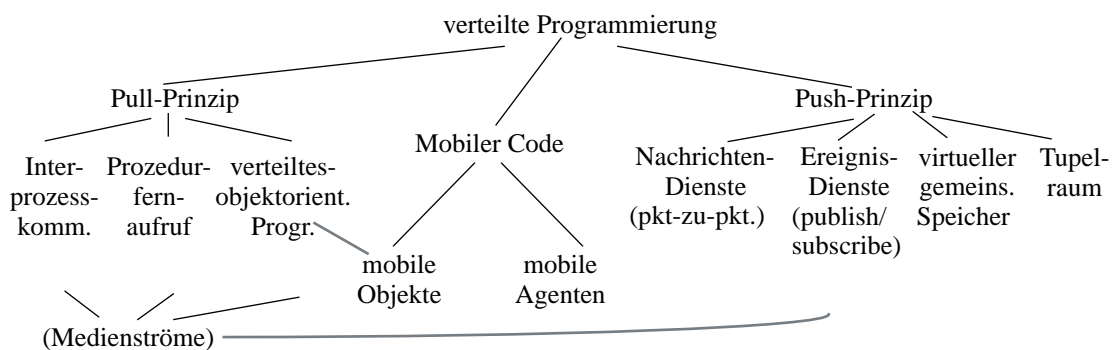 verteilte Programmierung
Pull-Prinzip
Push-Prinzip
Mobiler Code
Inter-
prozess-
komm.
Prozedur-
fern-
aufruf
verteiltes-
objektorient.
Progr.
Nachrichten-
Dienste
(pkt-zu-pkt.)
Ereignis-
Dienste
(publish/
subscribe)
virtueller
gemeins.
Speicher
Tupel-
raum
mobile
Objekte
mobile
Agenten
(Medienströme)